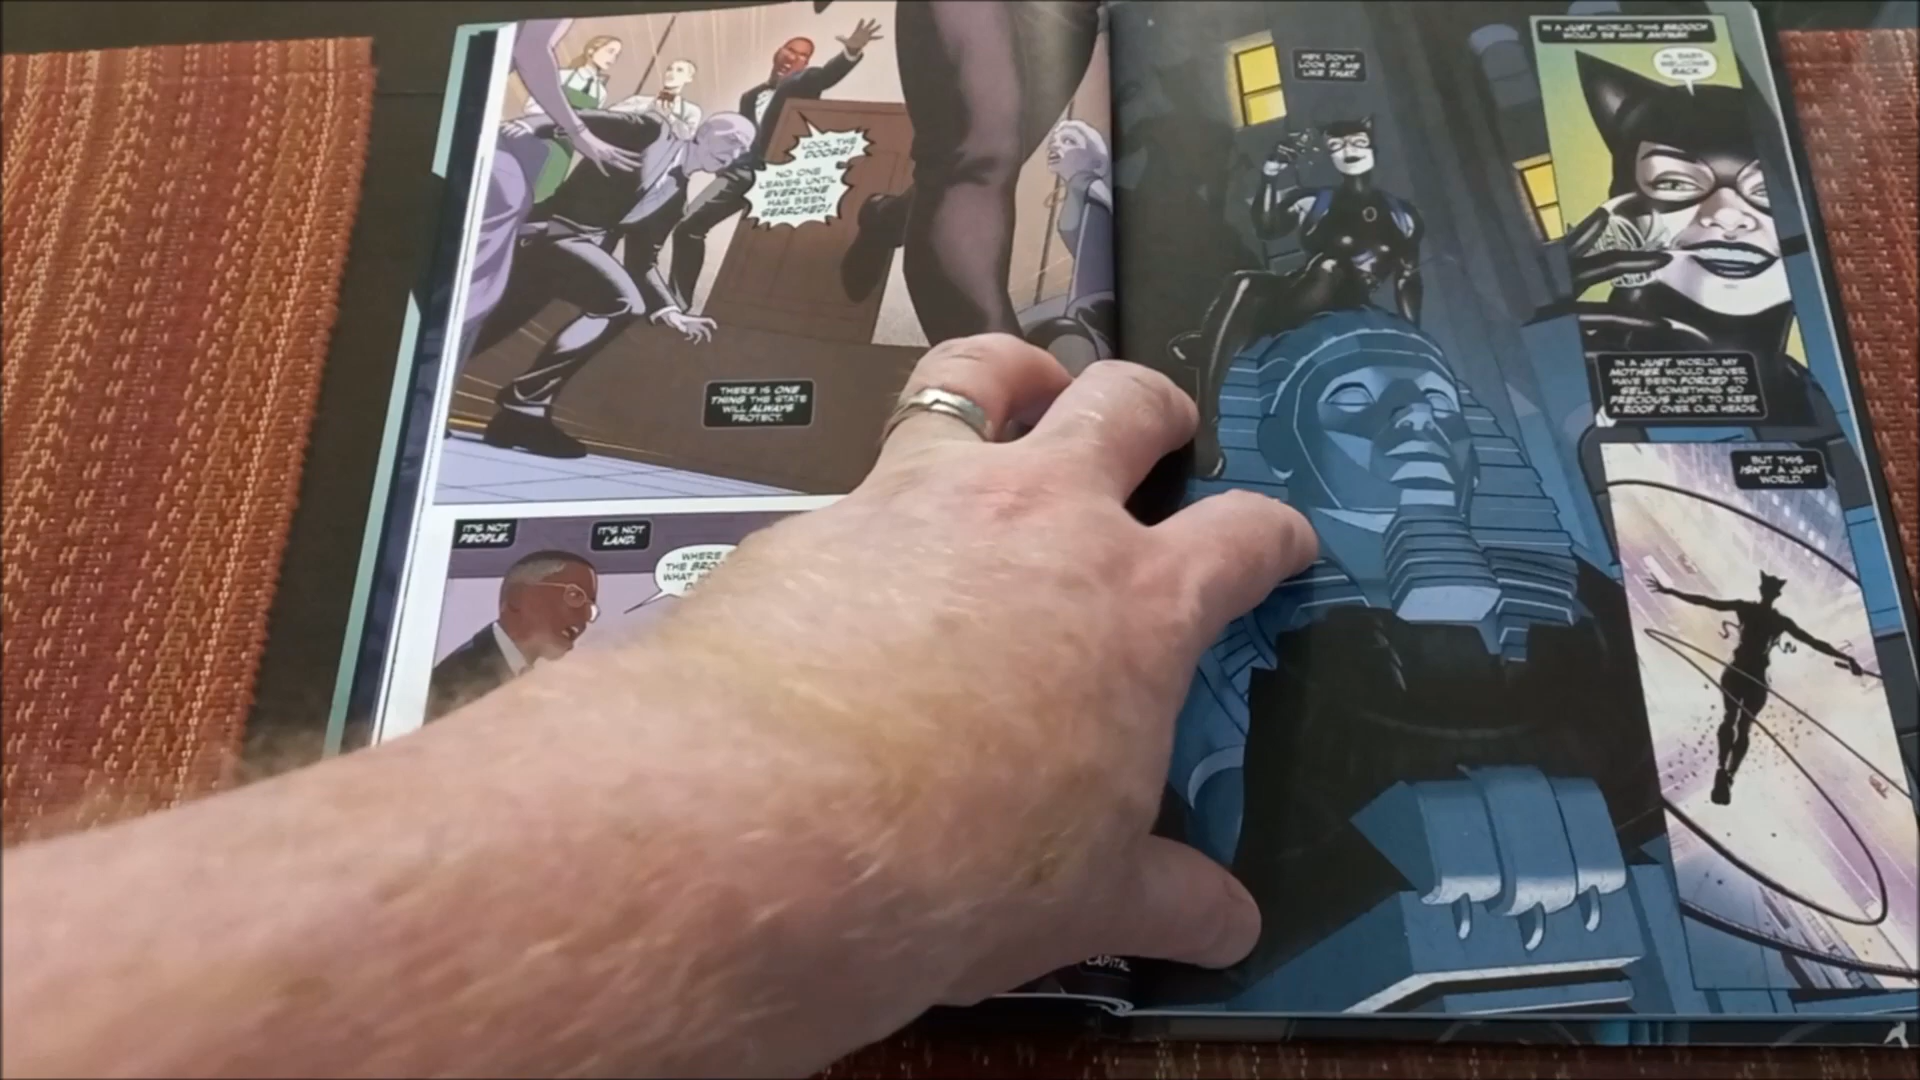 LOCK THE
DOORS!
NO ONE
LEAVES UNTIL
EVERYONE
HAS BEEN
SEARCHED!
THERE IS ONE
THING THE STATE
WILL ALWAYS
PROTECT.
IT'S NOT
PEOPLE.
IT'S NOT
LAND.
WHERE
THE
WHAT
CAPITAL
HEY, DON'T
LOOK AT ME
LIKE THAT.
IN A JUST WORLD, THIS BROOCH
WOULD BE MINE ANYWAY.
HI, BABY.
WELCOME
BACK.
IN A JUST WORLD, MY
MOTHER WOULD NEVER
HAVE BEEN FORCED TO
SELL SOMETHING SO
PRECIOUS JUST TO KEEP
A ROOF OVER OUR HEADS.
BUT THIS
ISN'T A JUST
WORLD.